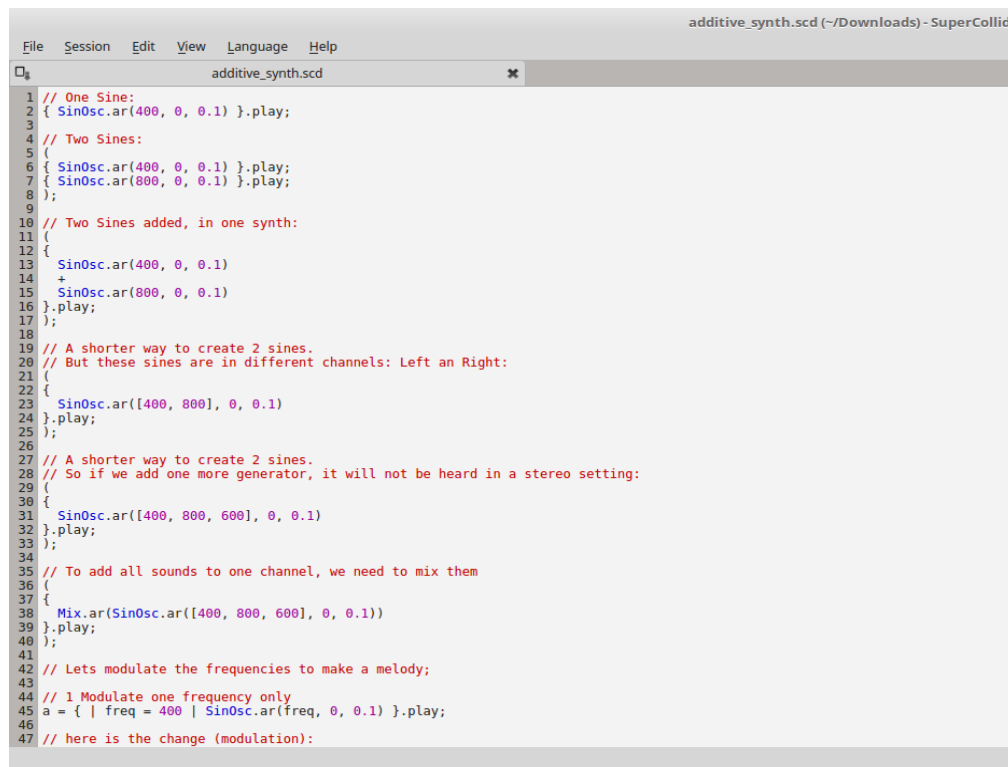 additive_synth.scd (~/Downloads) - SuperCollid
File Session Edit View Language Help
additive_synth.scd
1 // One Sine:
2 { SinOsc.ar(400, 0, 0.1) }.play;
3
4 // Two Sines:
5 (
6 { SinOsc.ar(400, 0, 0.1) }.play;
7 { SinOsc.ar(800, 0, 0.1) }.play;
8 );
9
10 // Two Sines added, in one synth:
11 (
12 {
13   SinOsc.ar(400, 0, 0.1)
14   +
15   SinOsc.ar(800, 0, 0.1)
16 }.play;
17 );
18
19 // A shorter way to create 2 sines.
20 // But these sines are in different channels: Left an Right:
21 (
22 {
23   SinOsc.ar([400, 800], 0, 0.1)
24 }.play;
25 );
26
27 // A shorter way to create 2 sines.
28 // So if we add one more generator, it will not be heard in a stereo setting:
29 (
30 {
31   SinOsc.ar([400, 800, 600], 0, 0.1)
32 }.play;
33 );
34
35 // To add all sounds to one channel, we need to mix them
36 (
37 {
38   Mix.ar(SinOsc.ar([400, 800, 600], 0, 0.1))
39 }.play;
40 );
41
42 // Lets modulate the frequencies to make a melody;
43
44 // 1 Modulate one frequency only
45 a = { | freq = 400 | SinOsc.ar(freq, 0, 0.1) }.play;
46
47 // here is the change (modulation):